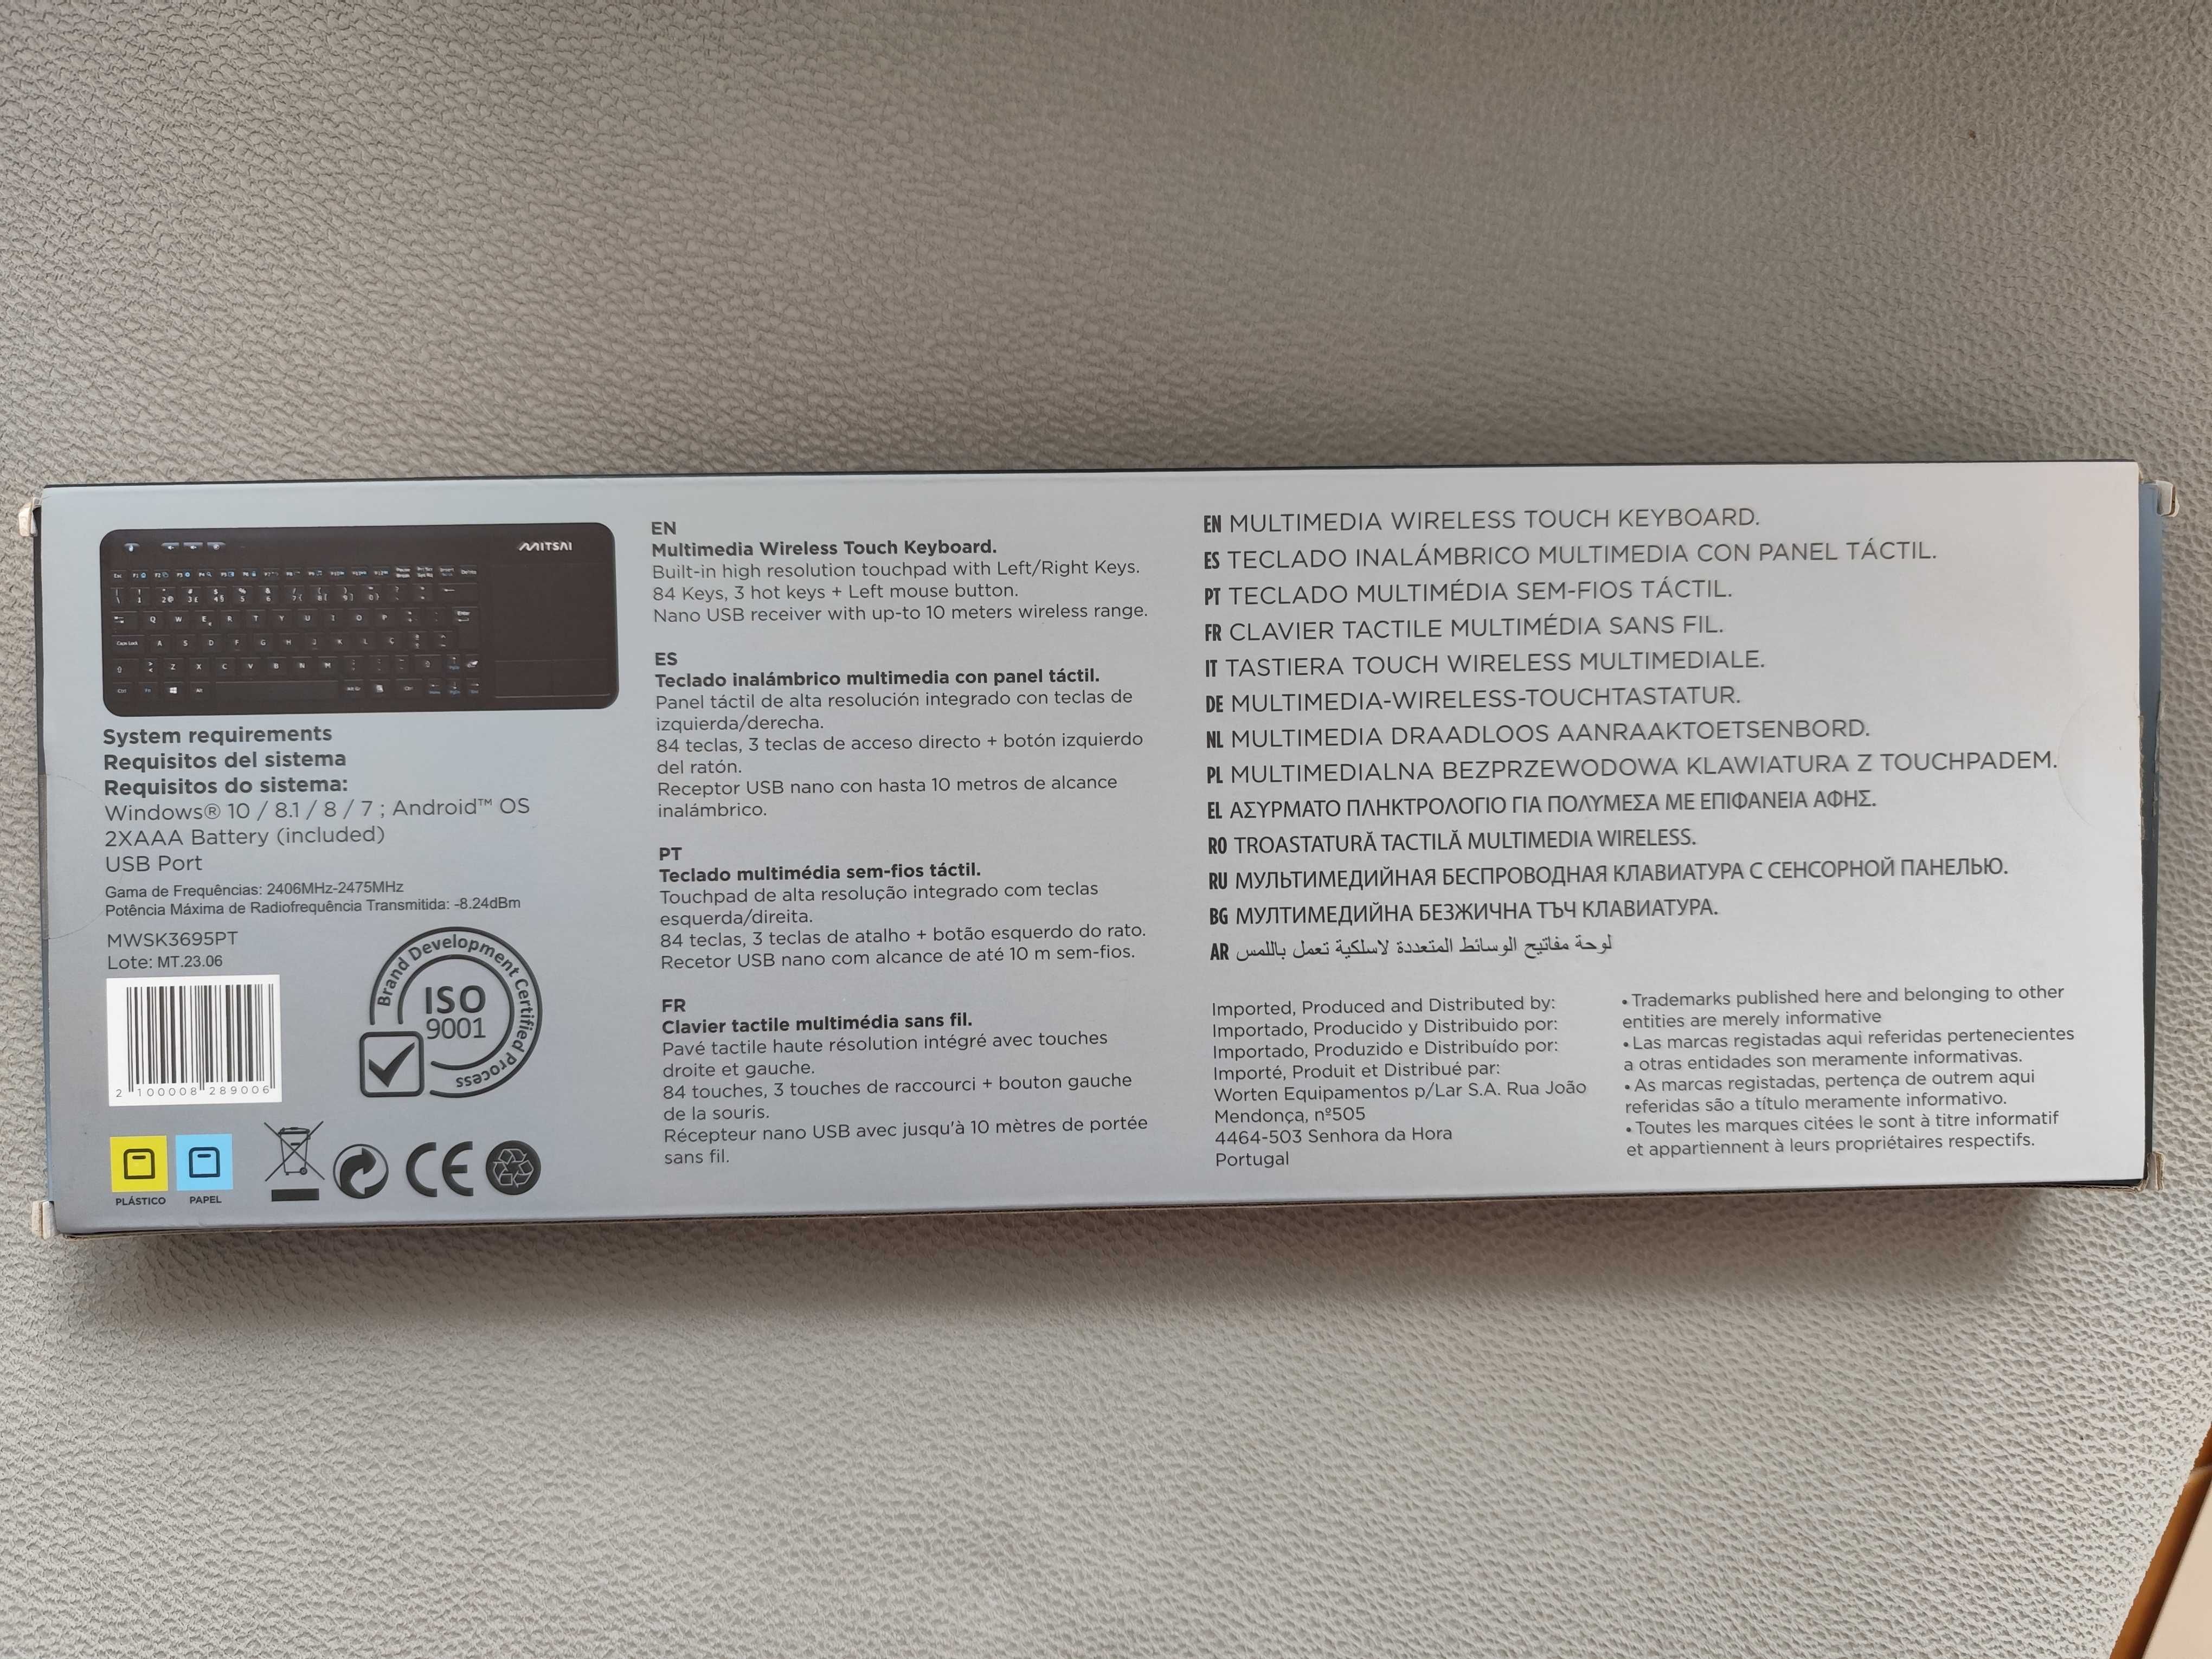 MITSAI
System requirements
Requisitos del sistema
Requisitos do sistema:
Windows® 10 / 8.1 / 8 / 7 ; Android™ OS
2XAAA Battery (included)
USB Port
Gama de Frequências: 2406MHz-2475MHz
Potência Máxima de Radiofrequência Transmitida: -8.24dBm
MWSK3695PT
Lote: MT.23.06
2 100008 289006
Brand Development Certified Process
ISO
9001
PLÁSTICO
PAPEL
CE
EN
Multimedia Wireless Touch Keyboard.
Built-in high resolution touchpad with Left/Right Keys.
84 Keys, 3 hot keys + Left mouse button.
Nano USB receiver with up-to 10 meters wireless range.
ES
Teclado inalámbrico multimedia con panel táctil.
Panel táctil de alta resolución integrado con teclas de
izquierda/derecha.
84 teclas, 3 teclas de acceso directo + botón izquierdo
del ratón.
Receptor USB nano con hasta 10 metros de alcance
inalámbrico.
PT
Teclado multimédia sem-fios táctil.
Touchpad de alta resolução integrado com teclas
esquerda/direita.
84 teclas, 3 teclas de atalho + botão esquerdo do rato.
Recetor USB nano com alcance de até 10 m sem-fios.
FR
Clavier tactile multimédia sans fil.
Pavé tactile haute résolution intégré avec touches
droite et gauche.
84 touches, 3 touches de raccourci + bouton gauche
de la souris.
Récepteur nano USB avec jusqu'à 10 mètres de portée
sans fil.
EN MULTIMEDIA WIRELESS TOUCH KEYBOARD.
ES TECLADO INALÁMBRICO MULTIMEDIA CON PANEL TÁCTIL.
PT TECLADO MULTIMÉDIA SEM-FIOS TÁCTIL.
FR CLAVIER TACTILE MULTIMÉDIA SANS FIL.
IT TASTIERA TOUCH WIRELESS MULTIMEDIALE.
DE MULTIMEDIA-WIRELESS-TOUCHTASTATUR.
NL MULTIMEDIA DRAADLOOS AANRAAKTOETSENBORD.
PL MULTIMEDIALNA BEZPRZEWODOWA KLAWIATURA Z TOUCHPADEM.
EL ΑΣΥΡΜΑΤΟ ΠΛΗΚΤΡΟΛΟΓΙΟ ΓΙΑ ΠΟΛΥΜΕΣΑ ΜΕ ΕΠΙΦΑΝΕΙΑ ΑΦΗΣ.
RO TROASTATURĂ TACTILĂ MULTIMEDIA WIRELESS.
RU МУЛЬТИМЕДИЙНАЯ БЕСПРОВОДНАЯ КЛАВИАТУРА С СЕНСОРНОЙ ПАНЕЛЬЮ.
BG МУЛТИМЕДИЙНА БЕЗЖИЧНА ТЪЧ КЛАВИАТУРА.
AR لوحة مفاتيح الوسائط المتعددة لاسلكية تعمل باللمس
Imported, Produced and Distributed by:
Importado, Producido y Distribuido por:
Importado, Produzido e Distribuído por:
Importé, Produit et Distribué par:
Worten Equipamentos p/Lar S.A. Rua João
Mendonça, nº505
4464-503 Senhora da Hora
Portugal
• Trademarks published here and belonging to other
entities are merely informative
• Las marcas registadas aqui referidas pertenecientes
a otras entidades son meramente informativas.
• As marcas registadas, pertença de outrem aqui
referidas são a título meramente informativo.
• Toutes les marques citées le sont à titre informatif
et appartiennent à leurs propriétaires respectifs.